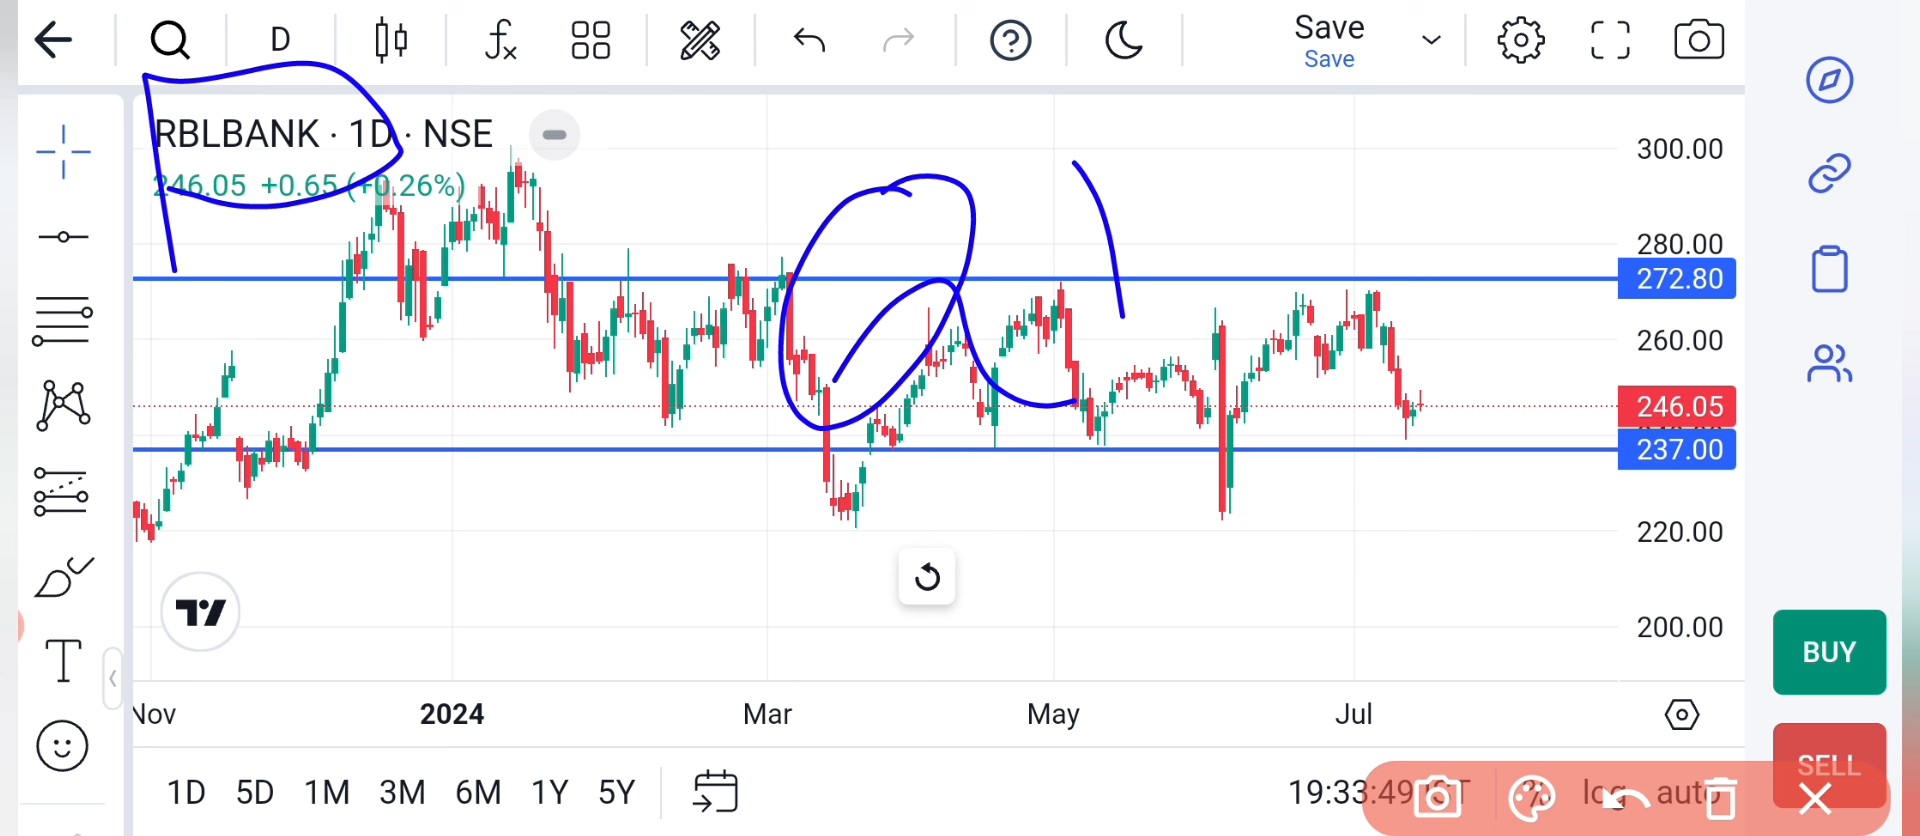 D
Save
Save
RBLBANK · 1D · NSE
246.05 +0.65 (+0.26%)
300.00
280.00
272.80
260.00
246.05
237.00
220.00
200.00
BUY
SELL
Nov 2024 Mar May Jul
1D 5D 1M 3M 6M 1Y 5Y
19:33:49 log auto